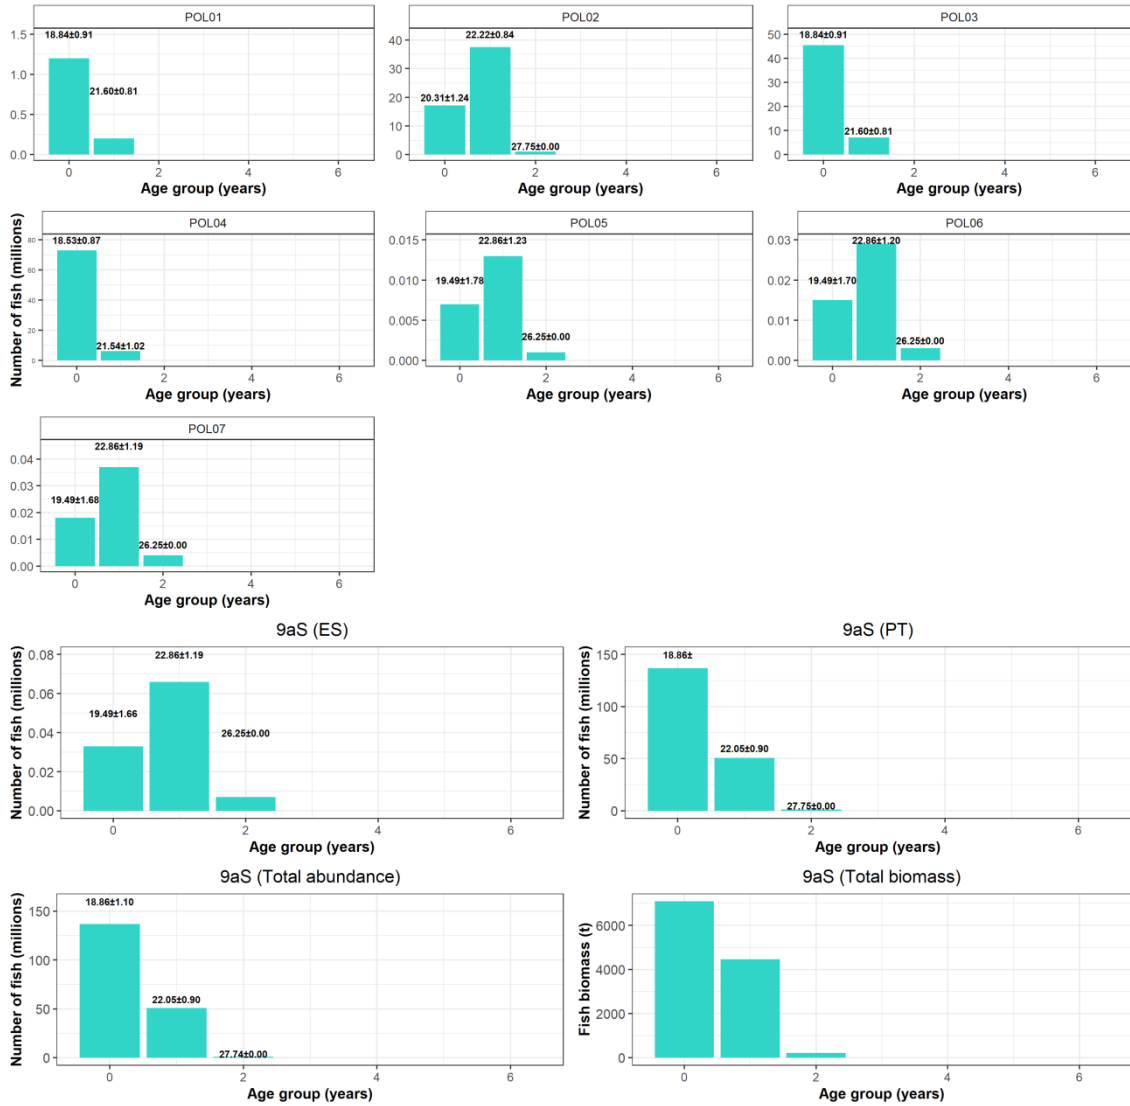 POL01
POL02
POL03
1.5
1.0
0.5
0.0
18.84±0.91
21.60±0.81
0 2 4 6
Age group (years)
40
30
20
10
0
20.31±1.24
22.22±0.84
27.75±0.00
0 2 4 6
Age group (years)
50
40
30
20
10
0
18.84±0.91
21.60±0.81
0 2 4 6
Age group (years)
Number of fish (millions)
POL04
POL05
POL06
80
60
40
20
0
18.53±0.87
21.54±1.02
0 2 4 6
Age group (years)
0.015
0.010
0.005
0.000
19.49±1.78
22.86±1.23
26.25±0.00
0 2 4 6
Age group (years)
0.03
0.02
0.01
0.00
19.49±1.70
22.86±1.20
26.25±0.00
0 2 4 6
Age group (years)
POL07
0.04
0.03
0.02
0.01
0.00
19.49±1.68
22.86±1.19
26.25±0.00
0 2 4 6
Age group (years)
9aS (ES)
Number of fish (millions)
0.08
0.06
0.04
0.02
0.00
19.49±1.66
22.86±1.19
26.25±0.00
0 2 4 6
Age group (years)
9aS (PT)
Number of fish (millions)
150
100
50
0
18.86±
22.05±0.90
27.75±0.00
0 2 4 6
Age group (years)
9aS (Total abundance)
Number of fish (millions)
150
100
50
0
18.86±1.10
22.05±0.90
27.74±0.00
0 2 4 6
Age group (years)
9aS (Total biomass)
Fish biomass (t)
6000
4000
2000
0
0 2 4 6
Age group (years)